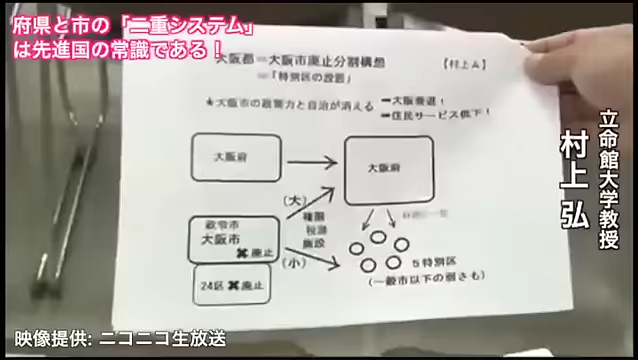 府県と市の「二重システム」
は先進国の常識である！
大阪都＝大阪市廃止分割構想
【村上△】
＝「特別区の設置」
★大阪市の政策力と自治が消える
➡大阪衰退！
➡住民サービス低下！
大阪府
大阪府
(大)
権限
税源
施設
(小)
政令市
大阪市
✖廃止
24区✖廃止
5特別区
(一般市以下の弱さも)
立命館大学教授
村上 弘
映像提供: ニコニコ生放送